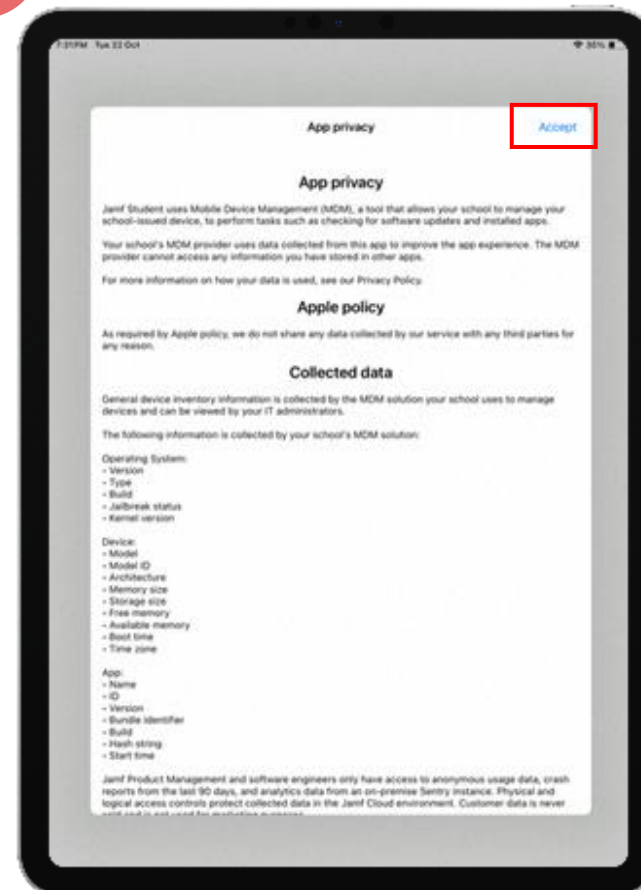 7:31PM Tue 22 Oct
36%
App privacy
Accept
App privacy
Jamf Student uses Mobile Device Management (MDM), a tool that allows your school to manage your
school-issued device, to perform tasks such as checking for software updates and installed apps.
Your school's MDM provider uses data collected from this app to improve the app experience. The MDM
provider cannot access any information you have stored in other apps.
For more information on how your data is used, see our Privacy Policy.
Apple policy
As required by Apple policy, we do not share any data collected by our service with any third parties for
any reason.
Collected data
General device inventory information is collected by the MDM solution your school uses to manage
devices and can be viewed by your IT administrators.
The following information is collected by your school's MDM solution:
Operating System:
- Version
- Type
- Build
- Jailbreak status
- Kernel version
Device:
- Model
- Model ID
- Architecture
- Memory size
- Storage size
- Free memory
- Available memory
- Boot time
- Time zone
App:
- Name
- ID
- Version
- Bundle identifier
- Build
- Hash string
- Start time
Jamf Product Management and software engineers only have access to anonymous usage data, crash
reports from the last 90 days, and analytics data from an on-premise Sentry instance. Physical and
logical access controls protect collected data in the Jamf Cloud environment. Customer data is never